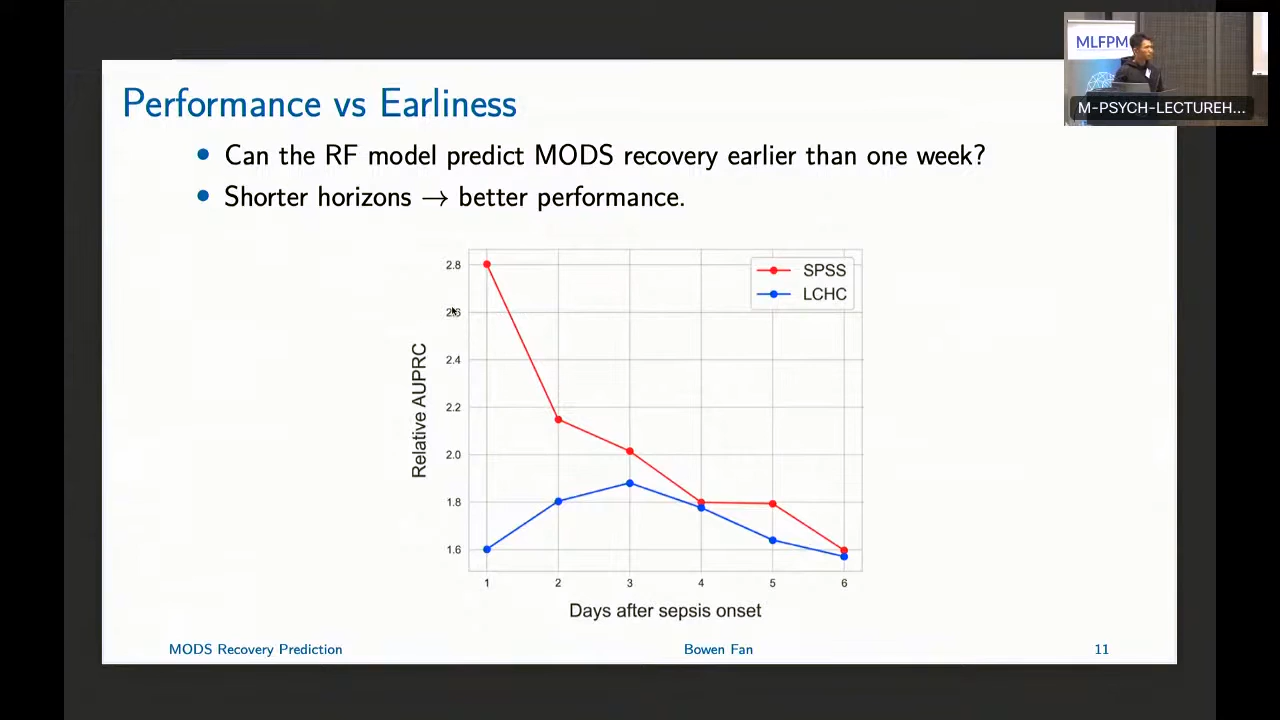 MLFPM
M-PSYCH-LECTUREH...
Performance vs Earliness
Can the RF model predict MODS recovery earlier than one week?
Shorter horizons → better performance.
SPSS
LCHC
2.8
2.6
2.4
2.2
2.0
1.8
1.6
Relative AUPRC
1 2 3 4 5 6
Days after sepsis onset
MODS Recovery Prediction Bowen Fan 11